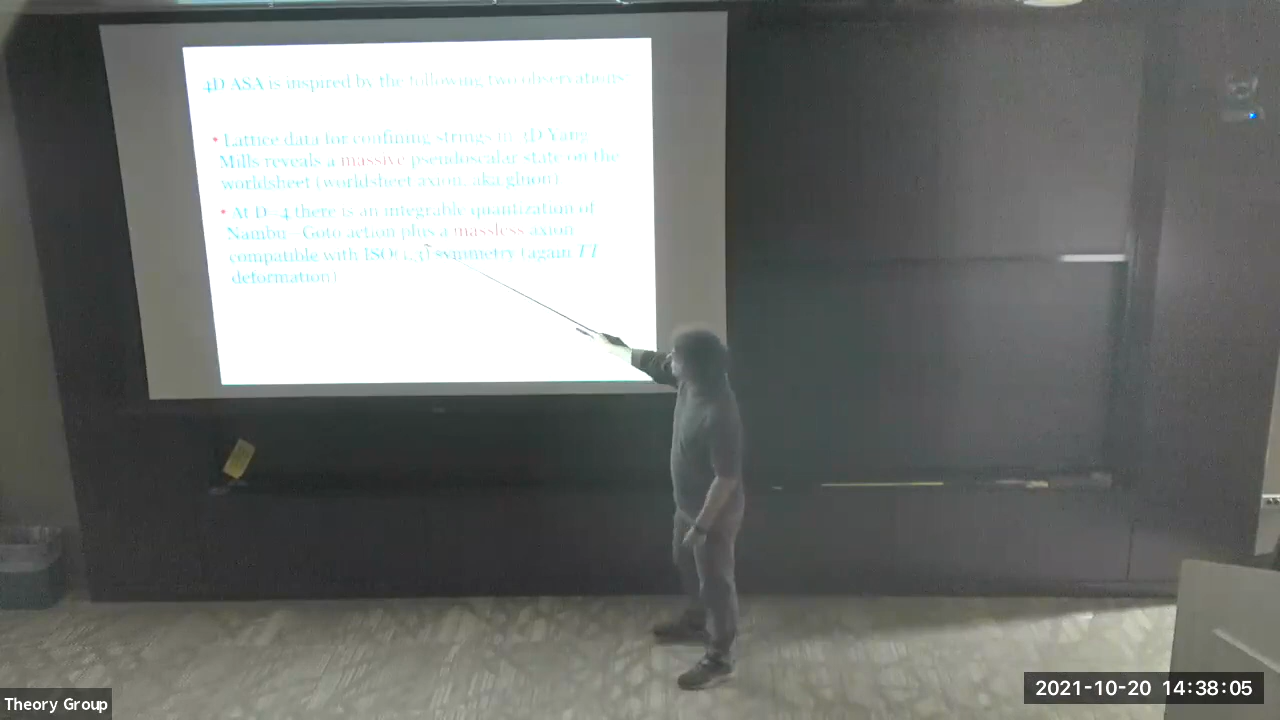 4D ASA is inspired by the following two observations:
• Lattice data for confining strings in Yang
Mills reveals a massive pseudoscalar state on the
worldsheet (worldsheet axion, aka gluon)
• At D=4 there is an integrable quantization of
Nambu—Goto action plus a massless axion
compatible with ISO(1,3) symmetry (again
deformation)
Theory Group
2021-10-20 14:38:05